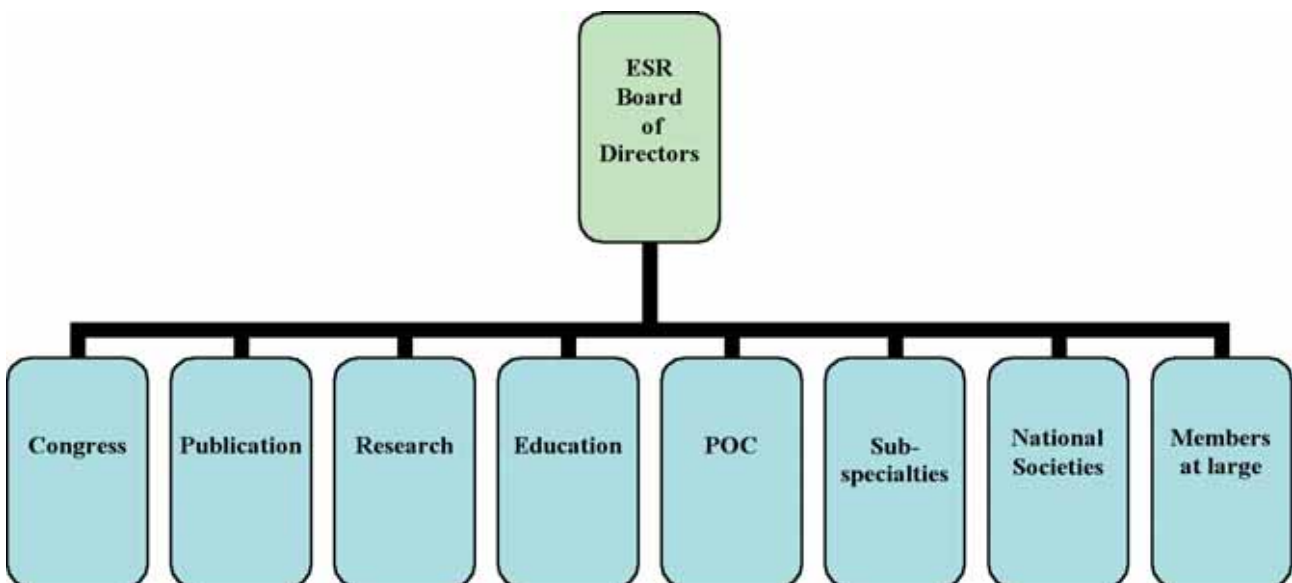 ESR
Board
of
Directors
Congress
Publication
Research
Education
POC
Sub-
specialties
National
Societies
Members
at large